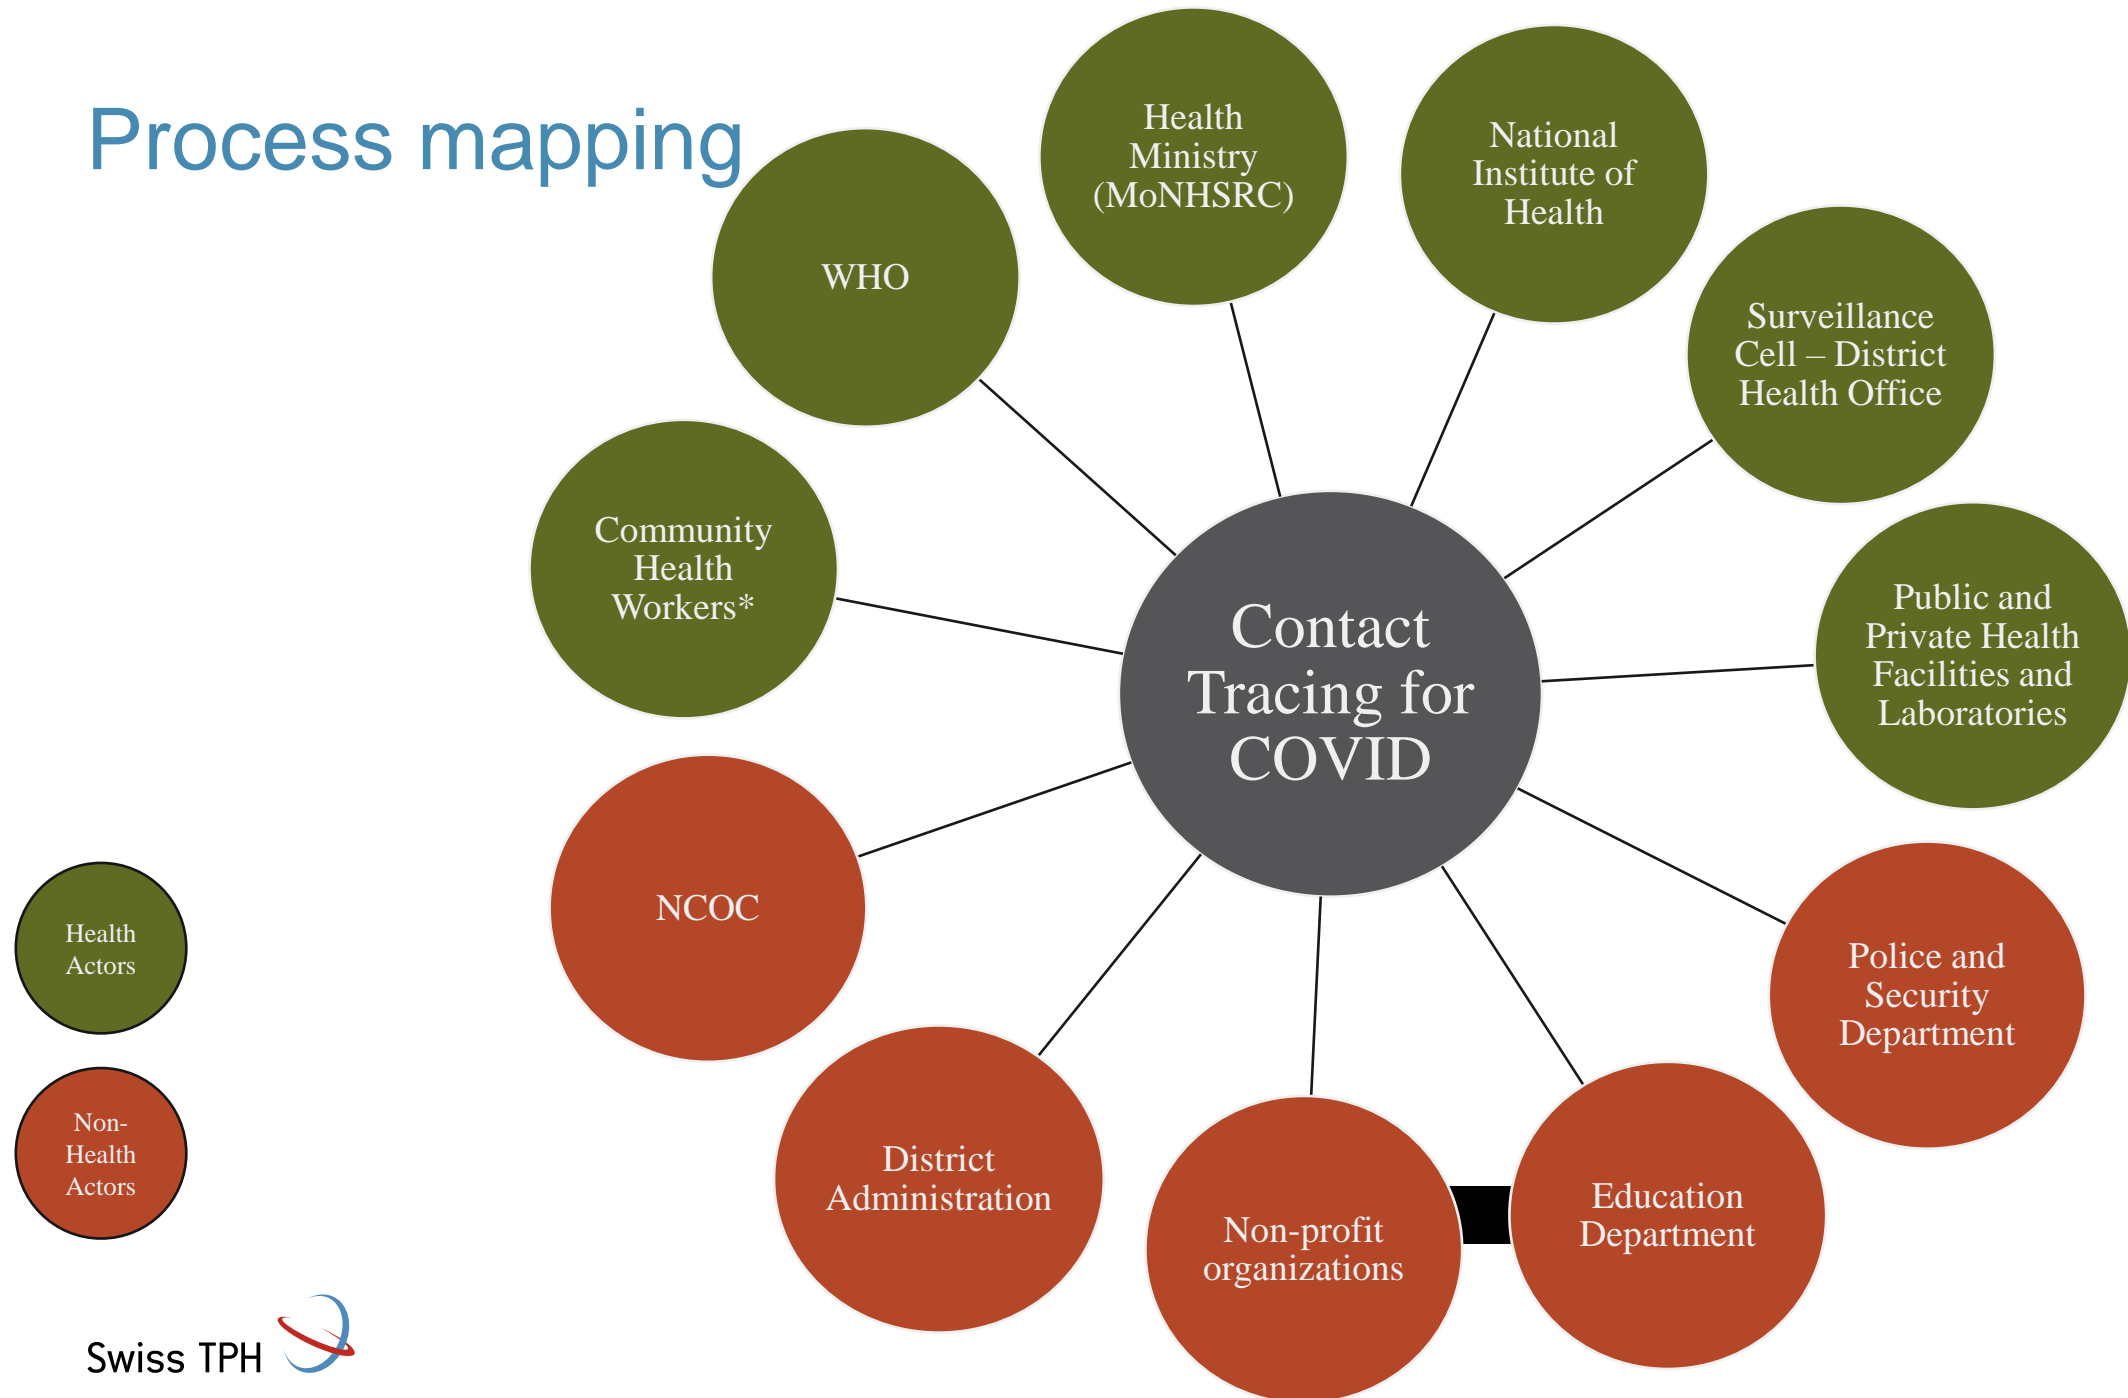 Process mapping
Health
Ministry
(MoNHSRC)
National
Institute of
Health
Surveillance
Cell – District
Health Office
Public and
Private Health
Facilities and
Laboratories
Police and
Security
Department
Education
Department
Non-profit
organizations
District
Administration
NCOC
Community
Health
Workers*
WHO
Contact
Tracing for
COVID
Health
Actors
Non-
Health
Actors
Swiss TPH